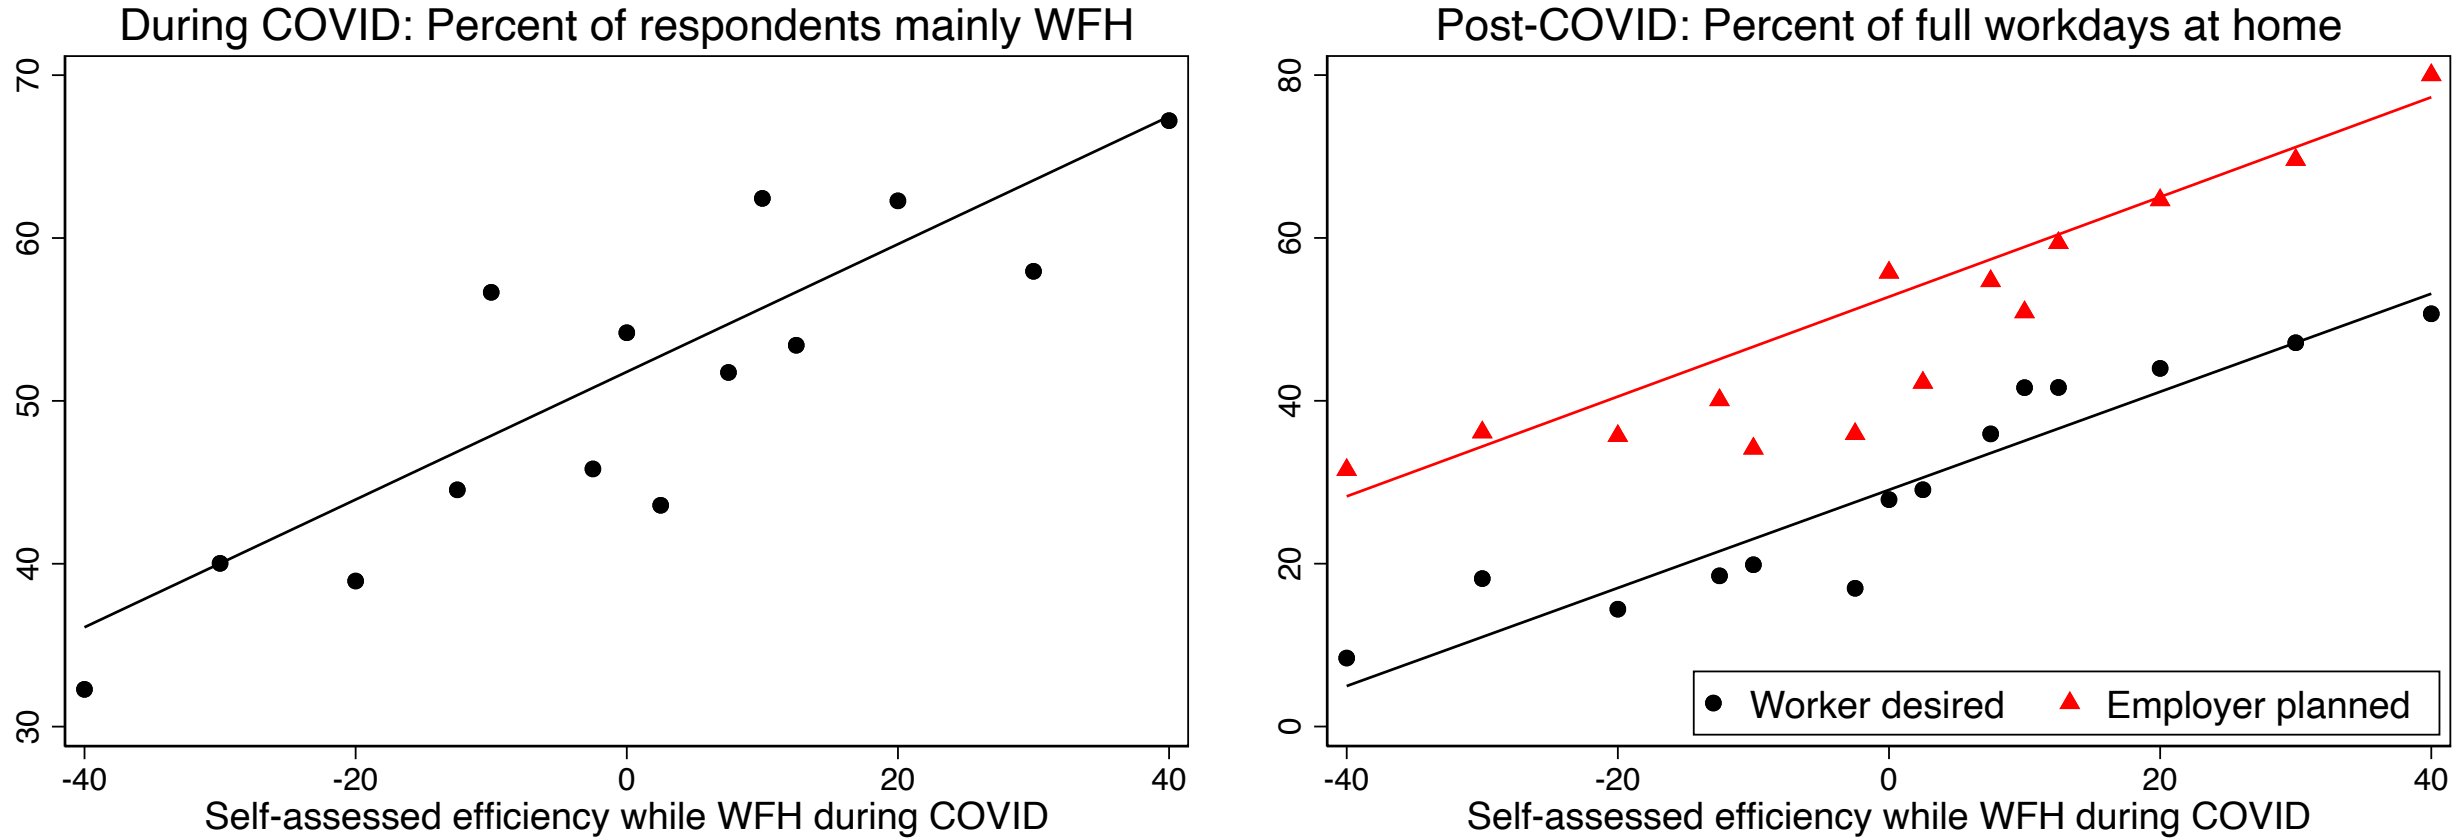 During COVID: Percent of respondents mainly WFH
70
60
50
40
30
-40 -20 0 20 40
Self-assessed efficiency while WFH during COVID
Post-COVID: Percent of full workdays at home
80
60
40
20
0
Worker desired Employer planned
-40 -20 0 20 40
Self-assessed efficiency while WFH during COVID